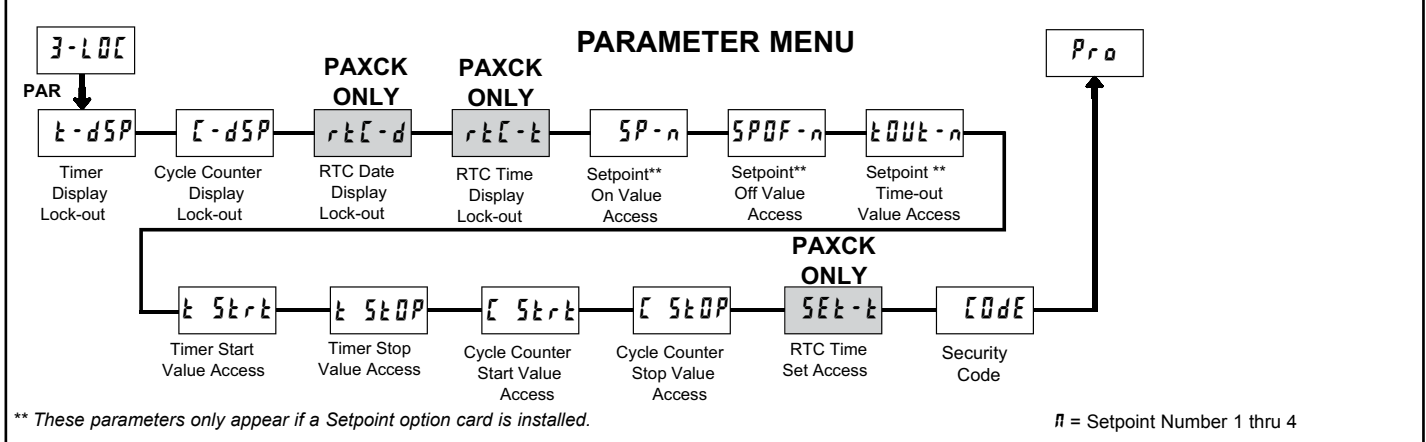 3-LOC
PARAMETER MENU
Pro
PAXCK
ONLY
PAXCK
ONLY
PAR
t-dSP
C-dSP
rtC-d
rtC-t
SP-n
SPOF-n
tOUt-n
Timer
Display
Lock-out
Cycle Counter
Display
Lock-out
RTC Date
Display
Lock-out
RTC Time
Display
Lock-out
Setpoint**
On Value
Access
Setpoint**
Off Value
Access
Setpoint **
Time-out
Value Access
PAXCK
ONLY
t Strt
t StOP
C Strt
C StOP
SEt-t
COdE
Timer Start
Value Access
Timer Stop
Value Access
Cycle Counter
Start Value
Access
Cycle Counter
Stop Value
Access
RTC Time
Set Access
Security
Code
** These parameters only appear if a Setpoint option card is installed.
n = Setpoint Number 1 thru 4